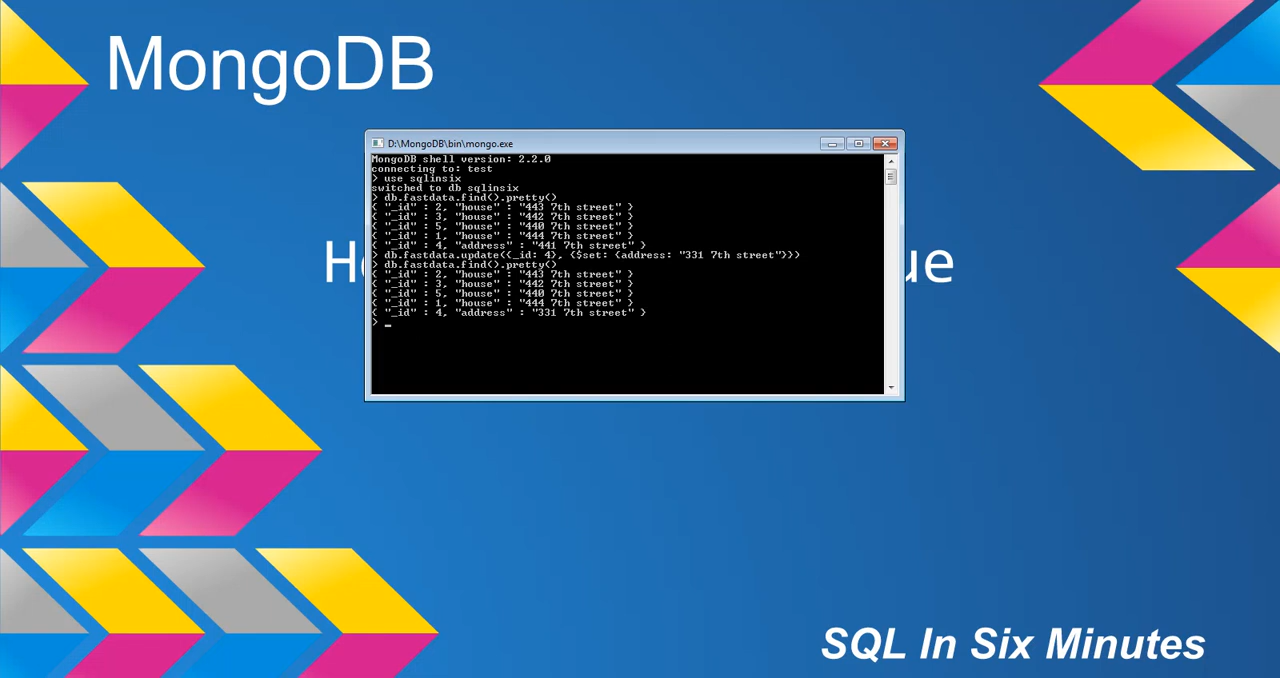 MongoDB
D:\MongoDB\bin\mongo.exe
MongoDB shell version: 2.2.0
connecting to: test
> use sqlinsix
switched to db sqlinsix
> db.fastdata.find().pretty()
{ "_id" : 2, "house" : "443 7th street" }
{ "_id" : 3, "house" : "442 7th street" }
{ "_id" : 5, "house" : "440 7th street" }
{ "_id" : 1, "house" : "444 7th street" }
{ "_id" : 4, "address" : "441 7th street" }
> db.fastdata.update({_id: 4}, {$set: {address: "331 7th street"}})
> db.fastdata.find().pretty()
{ "_id" : 2, "house" : "443 7th street" }
{ "_id" : 3, "house" : "442 7th street" }
{ "_id" : 5, "house" : "440 7th street" }
{ "_id" : 1, "house" : "444 7th street" }
{ "_id" : 4, "address" : "331 7th street" }
> _
SQL In Six Minutes